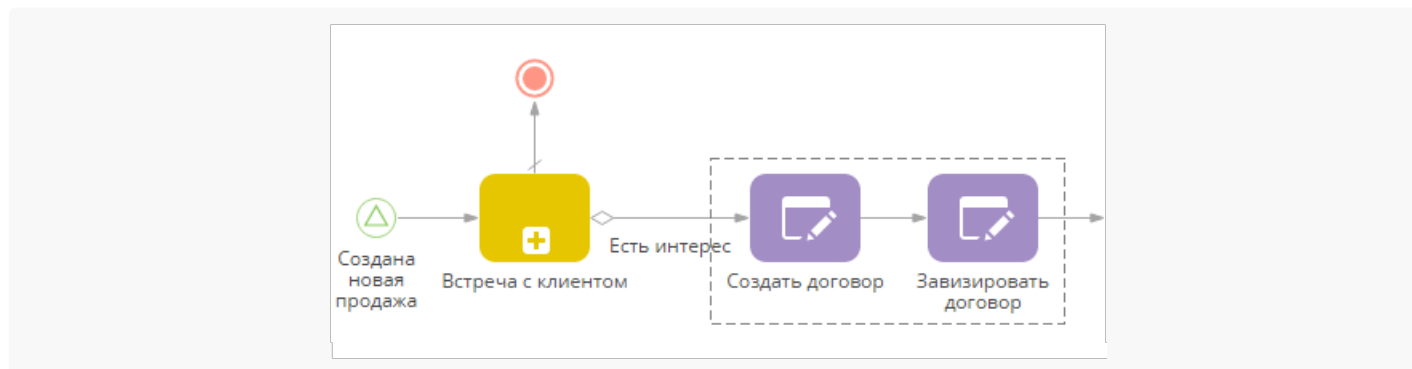 Есть интерес
Создана
новая
продажа
Встреча с клиентом
Создать договор
Завизировать
договор